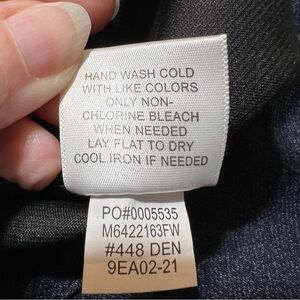 HAND WASH COLD
WITH LIKE COLORS
ONLY NON-
CHLORINE BLEACH
WHEN NEEDED
LAY FLAT TO DRY
COOL IRON IF NEEDED
PO#0005535
M6422163FW
#448 DEN
9EA02-21